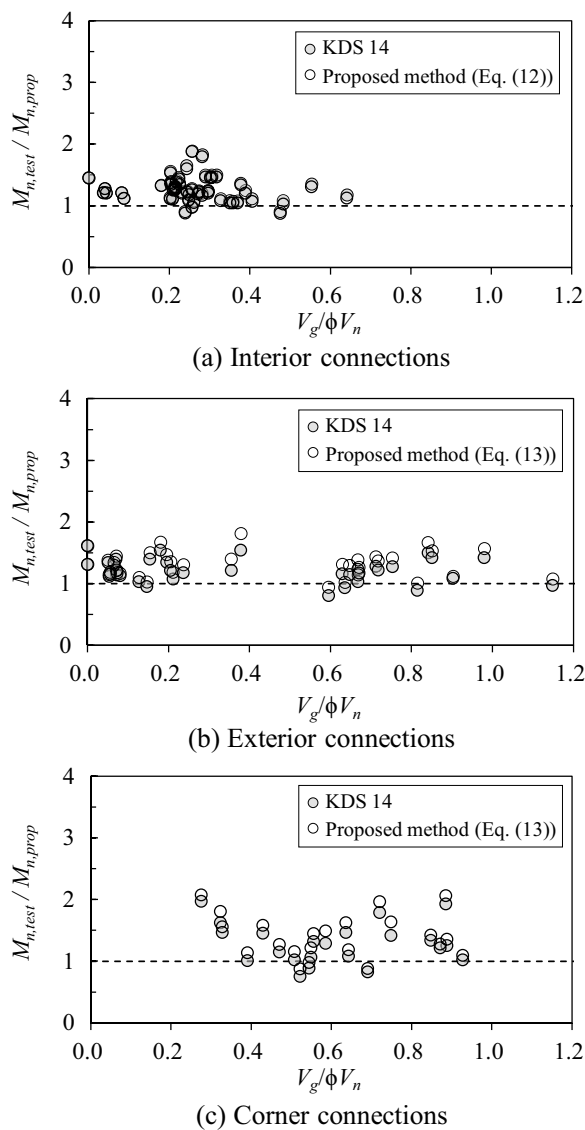 4
KDS 14
Proposed method (Eq. (12))
3
2
1
0
M_{n,test} / M_{n,prop}
0.0 0.2 0.4 0.6 0.8 1.0 1.2
V_g/ϕV_n
(a) Interior connections
4
KDS 14
Proposed method (Eq. (13))
3
2
1
0
M_{n,test} / M_{n,prop}
0.0 0.2 0.4 0.6 0.8 1.0 1.2
V_g/ϕV_n
(b) Exterior connections
4
KDS 14
Proposed method (Eq. (13))
3
2
1
0
M_{n,test} / M_{n,prop}
0.0 0.2 0.4 0.6 0.8 1.0 1.2
V_g/ϕV_n
(c) Corner connections